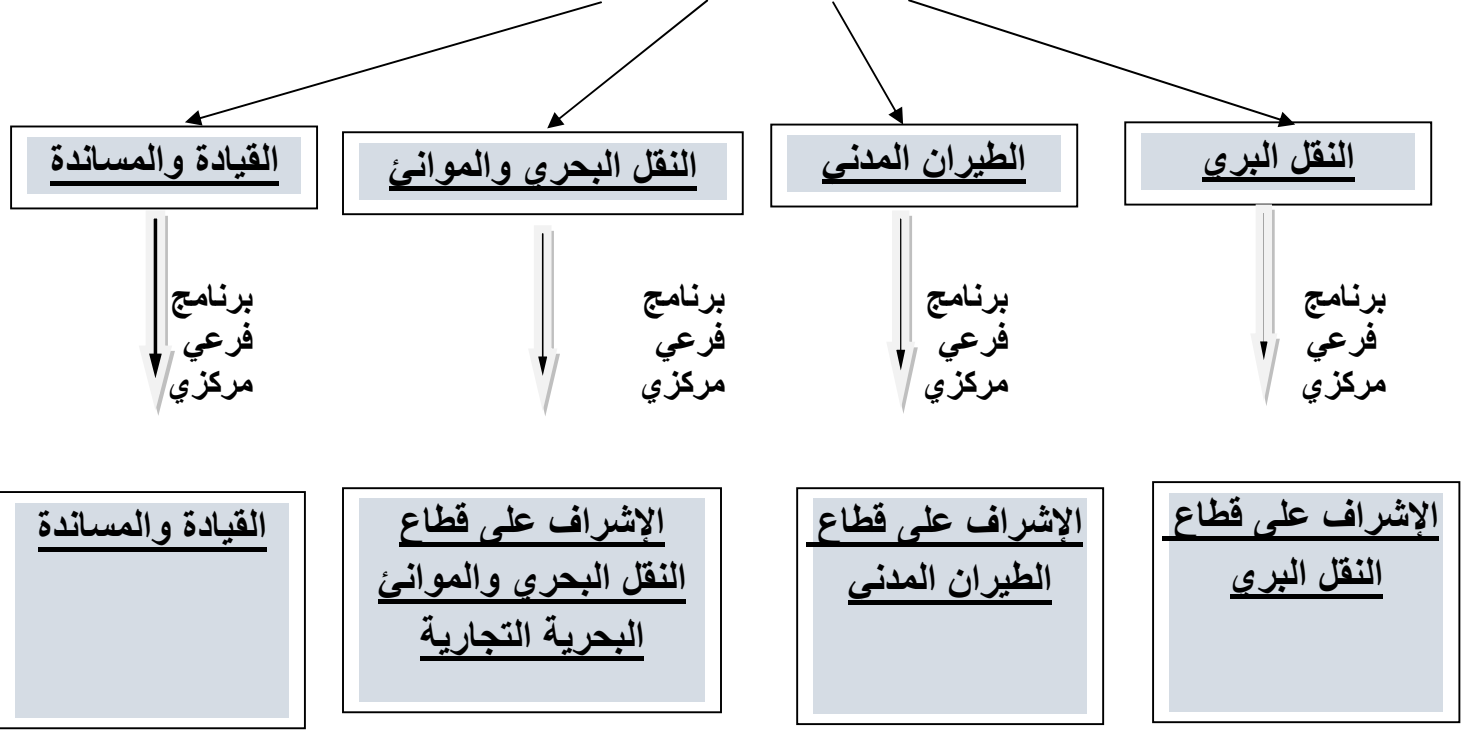 النقل البري
الطيران المدني
النقل البحري والموانئ
القيادة والمساندة
برنامج
فرعي
مركزي
برنامج
فرعي
مركزي
برنامج
فرعي
مركزي
برنامج
فرعي
مركزي
الإشراف على قطاع
النقل البري
الإشراف على قطاع
الطيران المدني
الإشراف على قطاع
النقل البحري والموانئ
البحرية التجارية
القيادة والمساندة